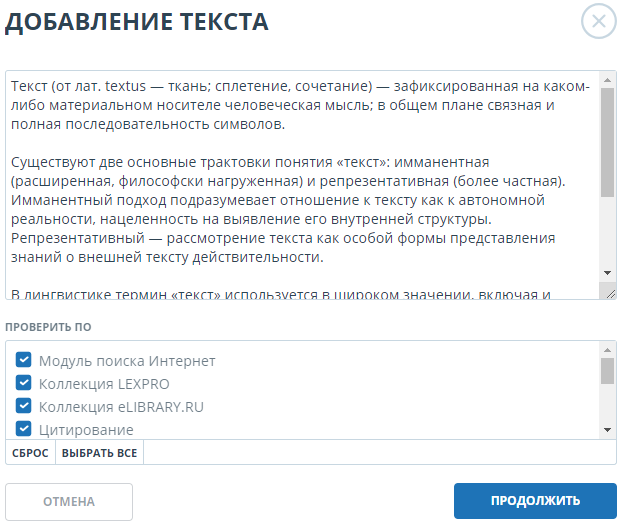 ДОБАВЛЕНИЕ ТЕКСТА
Текст (от лат. textus — ткань; сплетение, сочетание) — зафиксированная на каком-
либо материальном носителе человеческая мысль; в общем плане связная и
полная последовательность символов.
Существуют две основные трактовки понятия «текст»: имманентная
(расширенная, философски нагруженная) и репрезентативная (более частная).
Имманентный подход подразумевает отношение к тексту как к автономной
реальности, нацеленность на выявление его внутренней структуры.
Репрезентативный — рассмотрение текста как особой формы представления
знаний о внешней тексту действительности.
В лингвистике термин «текст» используется в широком значении, включая и
ПРОВЕРИТЬ ПО
Модуль поиска Интернет
Коллекция LEXPRO
Коллекция eLIBRARY.RU
Цитирование
СБРОС ВЫБРАТЬ ВСЕ
ОТМЕНА ПРОДОЛЖИТЬ